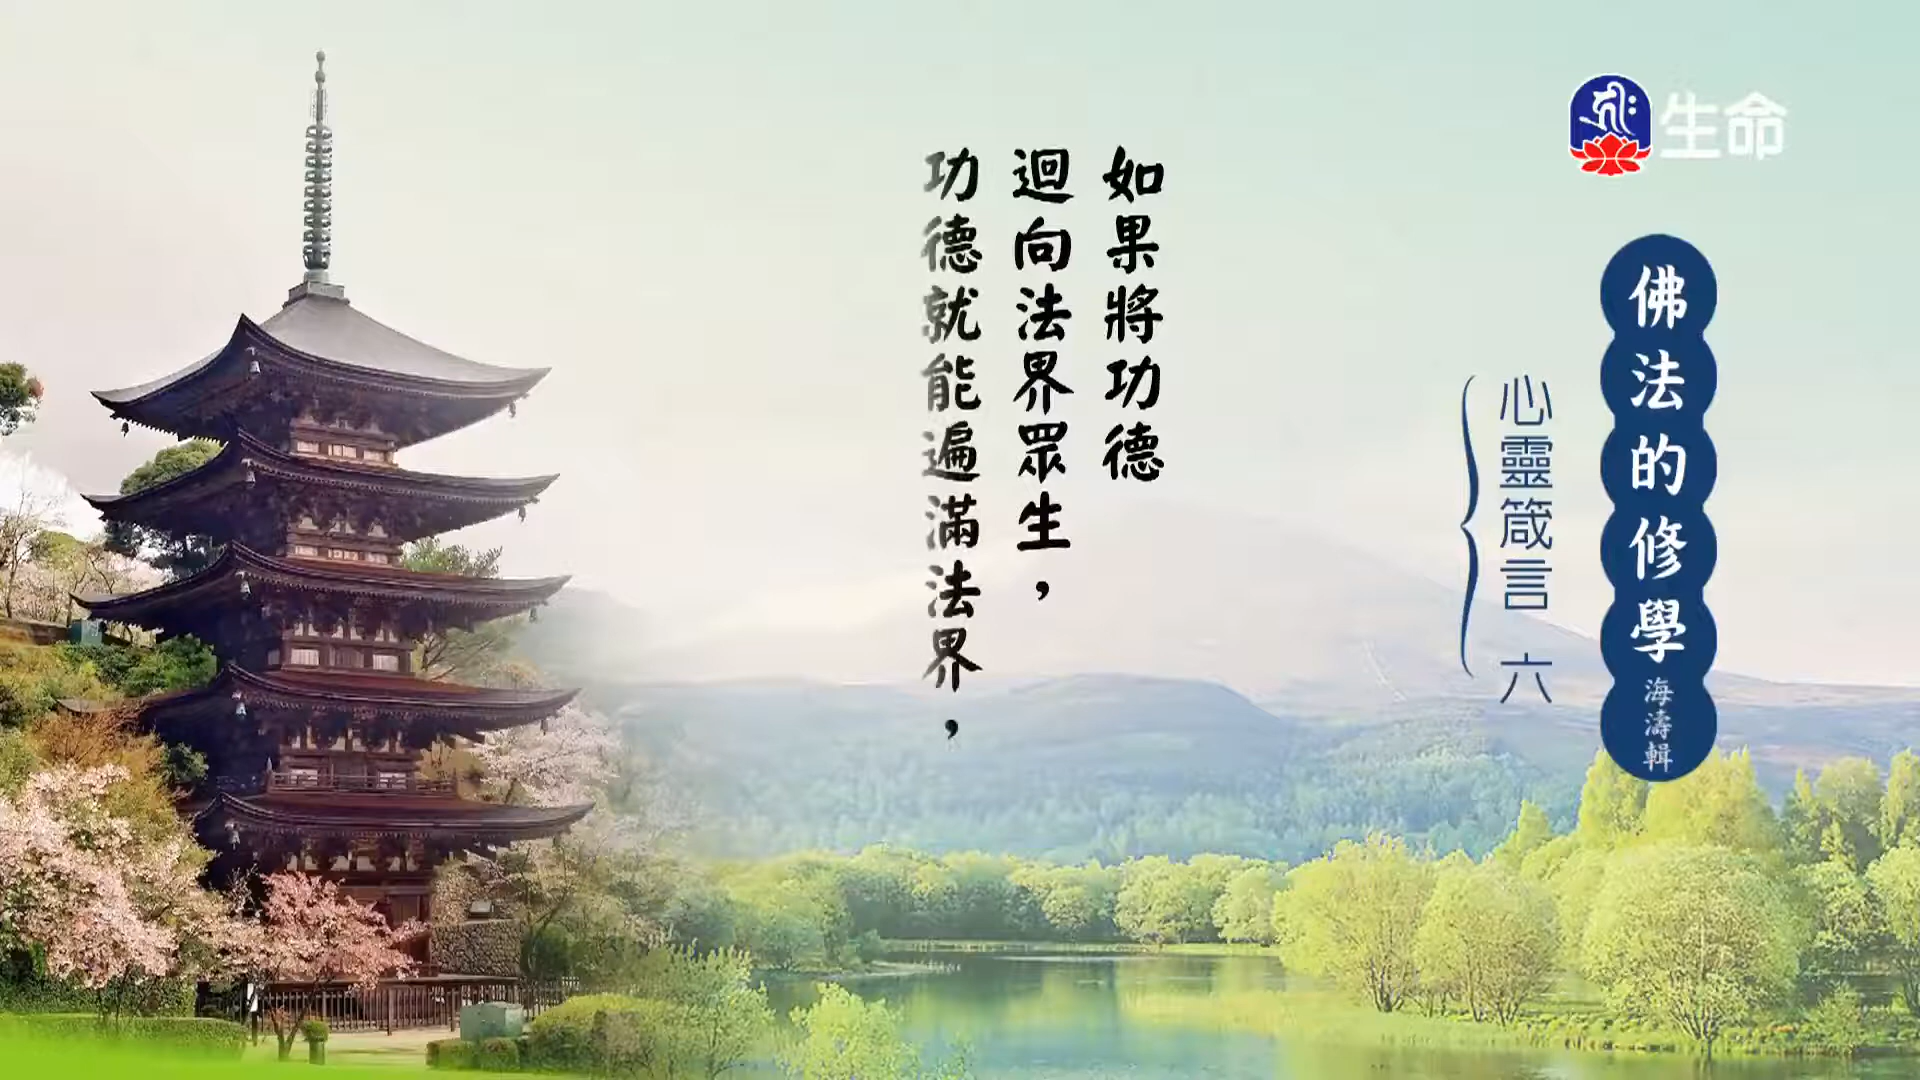 生命
佛法的修學
海濤輯
心靈箴言 六
如果將功德
迴向法界眾生，
功德就能遍滿法界，